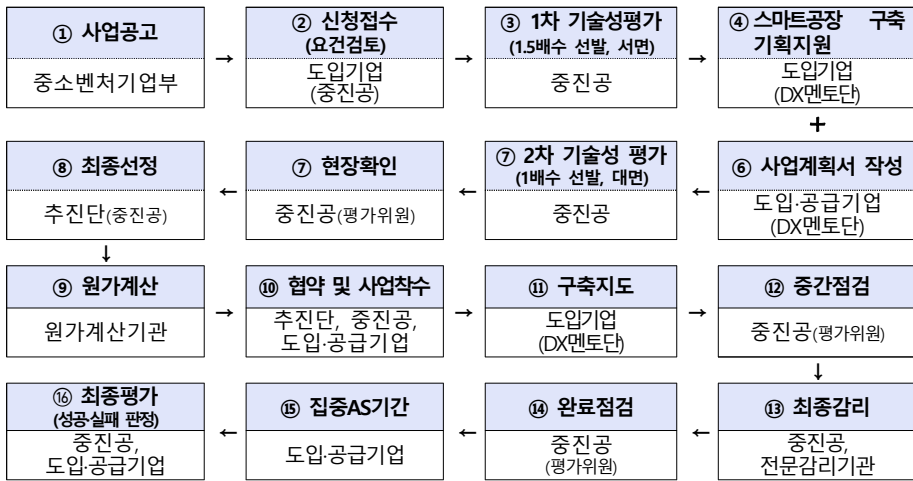 ① 사업공고
중소벤처기업부
→
② 신청접수
(요건검토)
도입기업
(중진공)
→
③ 1차 기술성평가
(1.5배수 선발, 서면)
중진공
→
④ 스마트공장 구축
기획지원
도입기업
(DX멘토단)
+
⑥ 사업계획서 작성
도입·공급기업
(DX멘토단)
←
⑦ 2차 기술성 평가
(1배수 선발, 대면)
중진공
←
⑦ 현장확인
중진공(평가위원)
←
⑧ 최종선정
추진단(중진공)
↓
⑨ 원가계산
원가계산기관
→
⑩ 협약 및 사업착수
추진단, 중진공,
도입·공급기업
→
⑪ 구축지도
도입기업
(DX멘토단)
→
⑫ 중간점검
중진공(평가위원)
↓
⑬ 최종감리
중진공,
전문감리기관
←
⑭ 완료점검
중진공
(평가위원)
←
⑮ 집중AS기간
도입·공급기업
←
⑯ 최종평가
(성공·실패 판정)
중진공,
도입·공급기업